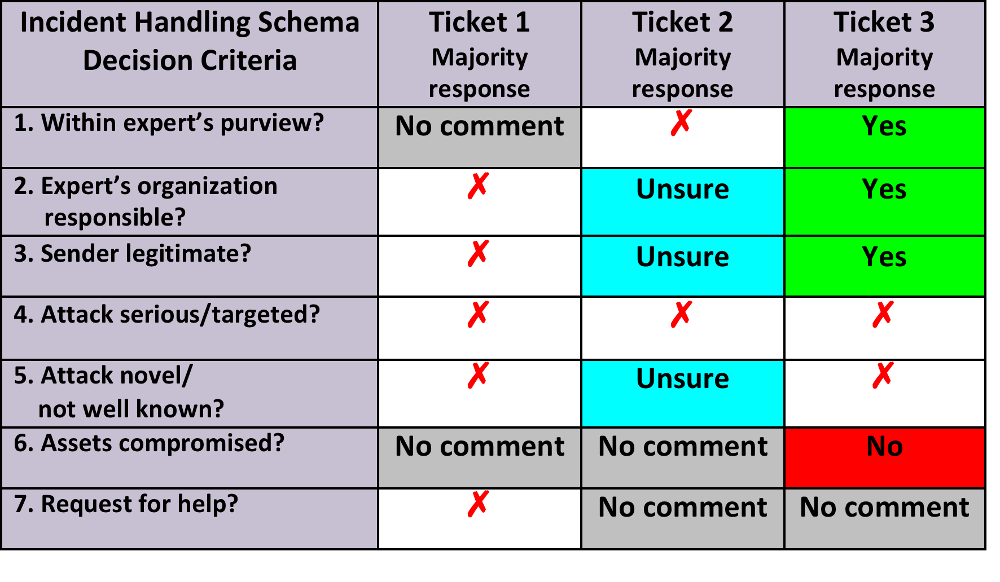 Incident Handling Schema
Decision Criteria
Ticket 1
Majority
response
Ticket 2
Majority
response
Ticket 3
Majority
response
1. Within expert’s purview?
No comment
✗
Yes
2. Expert’s organization
responsible?
✗
Unsure
Yes
3. Sender legitimate?
✗
Unsure
Yes
4. Attack serious/targeted?
✗
✗
✗
5. Attack novel/
not well known?
✗
Unsure
✗
6. Assets compromised?
No comment
No comment
No
7. Request for help?
✗
No comment
No comment